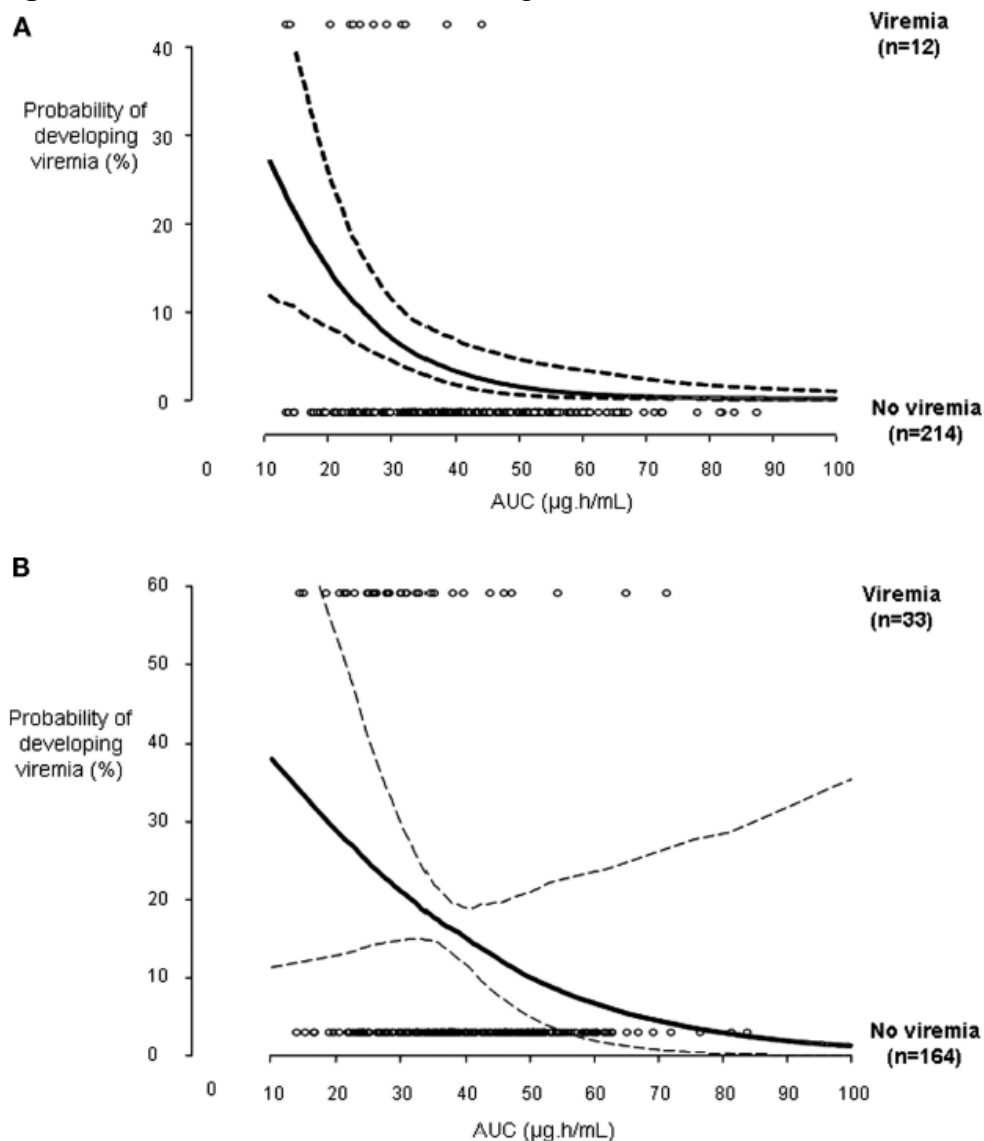 A
Viremia
(n=12)
40
Probability of
developing
viremia (%)
30
20
10
0
No viremia
(n=214)
0 10 20 30 40 50 60 70 80 90 100
AUC (µg.h/mL)
B
60
Viremia
(n=33)
50
Probability of
developing
viremia (%)
40
30
20
10
0
No viremia
(n=164)
0 10 20 30 40 50 60 70 80 90 100
AUC (µg.h/mL)